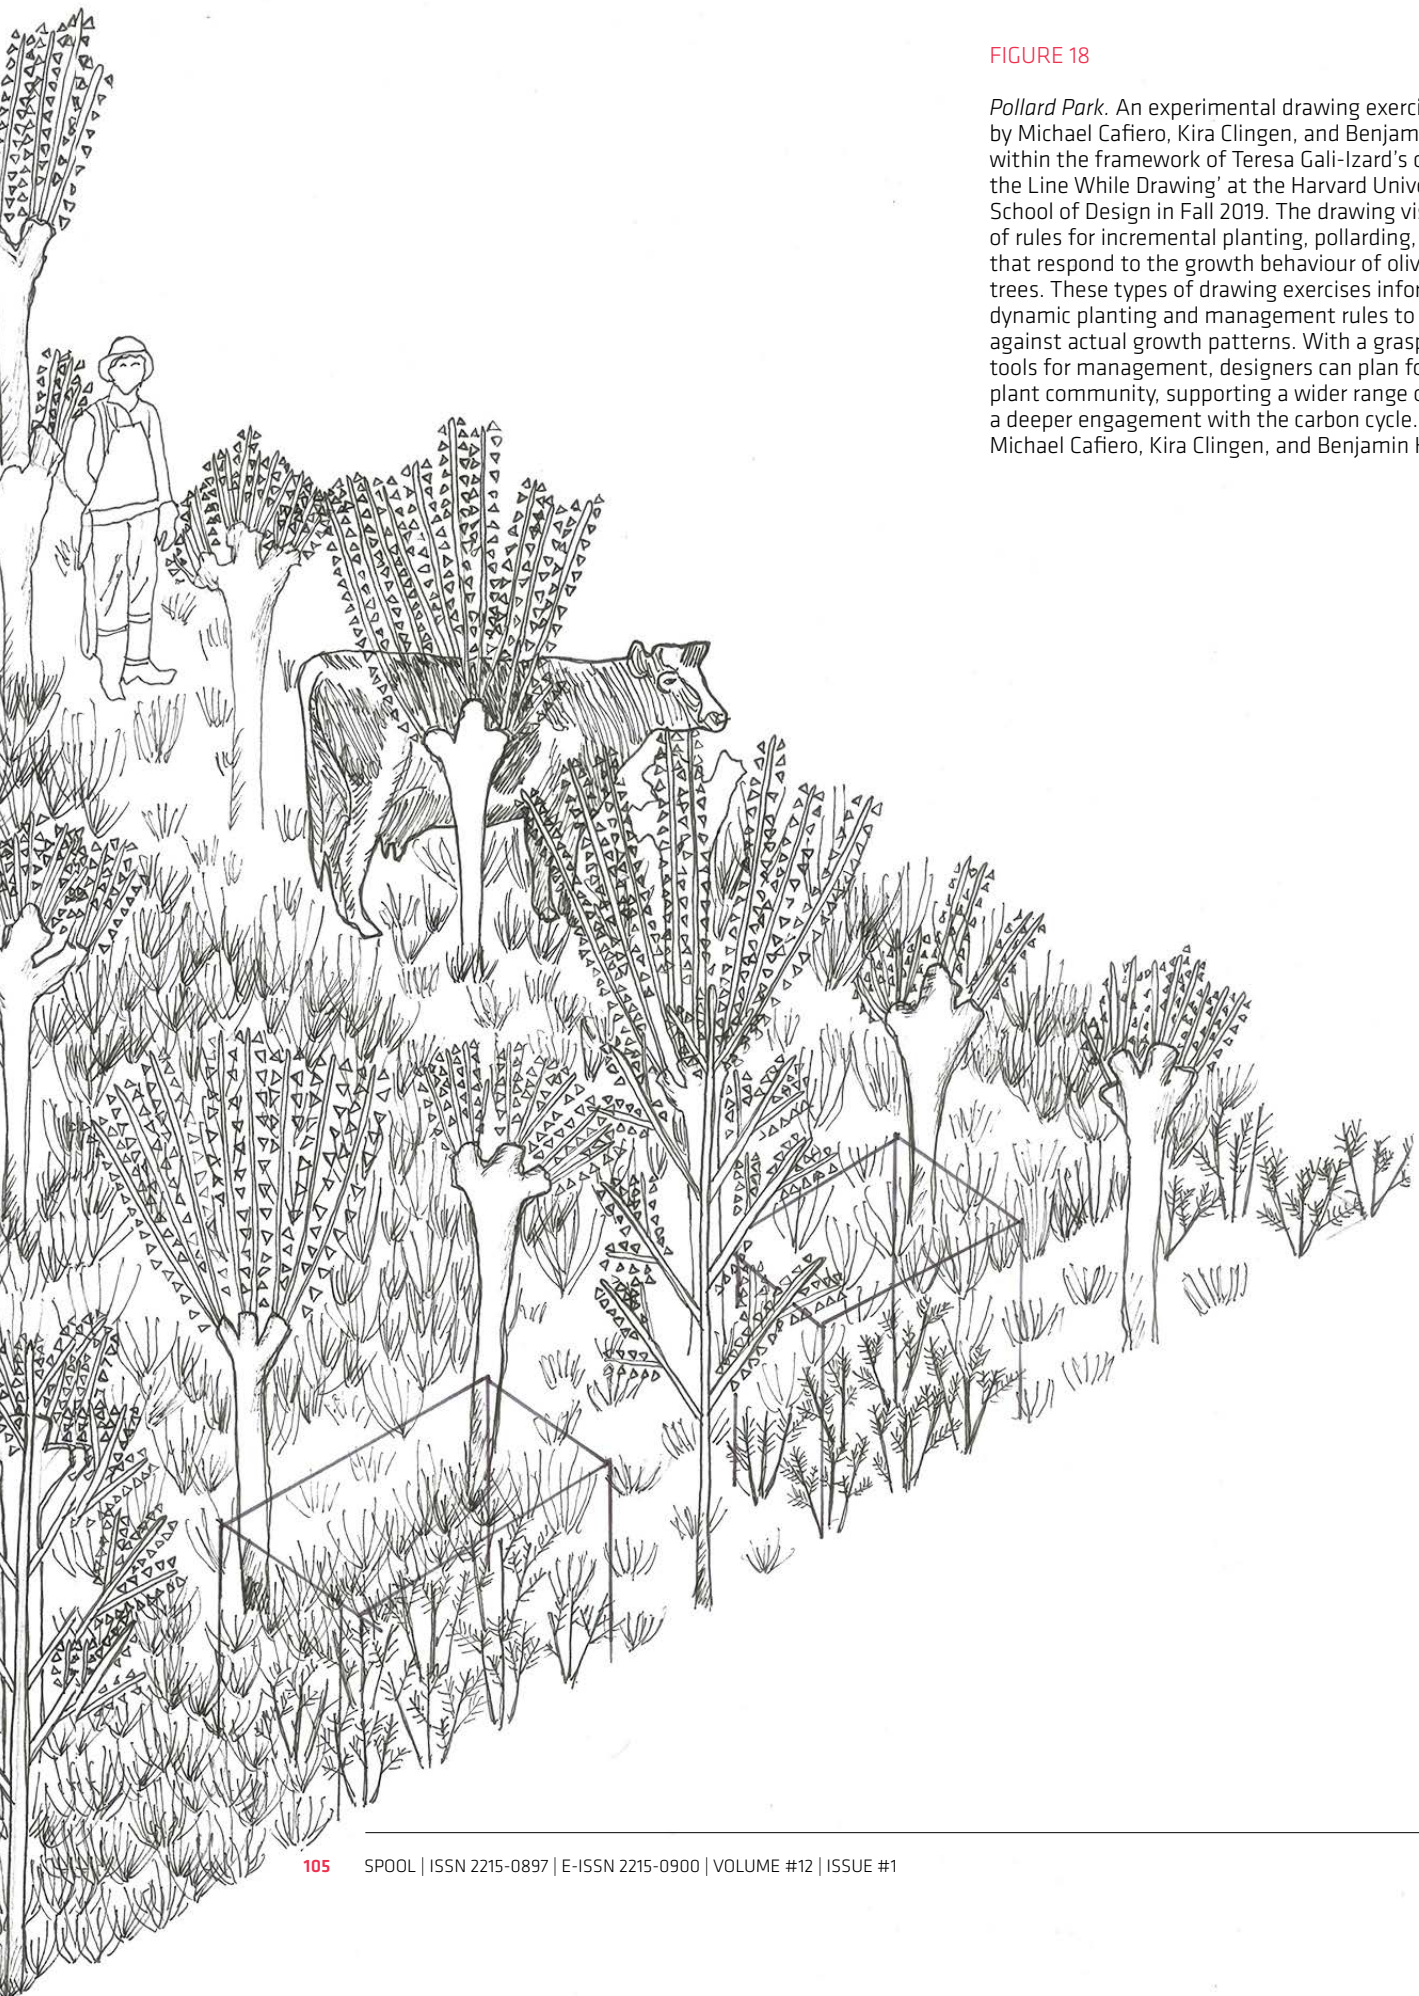 FIGURE 18
Pollard Park. An experimental drawing exerci
by Michael Cafiero, Kira Clingen, and Benjam
within the framework of Teresa Gali-Izard's
the Line While Drawing' at the Harvard Unive
School of Design in Fall 2019. The drawing vis
of rules for incremental planting, pollarding,
that respond to the growth behaviour of oliv
trees. These types of drawing exercises infor
dynamic planting and management rules to
against actual growth patterns. With a grasp
tools for management, designers can plan fo
plant community, supporting a wider range
a deeper engagement with the carbon cycle.
Michael Cafiero, Kira Clingen, and Benjamin
105 SPOOL | ISSN 2215-0897 | E-ISSN 2215-0900 | VOLUME #12 | ISSUE #1